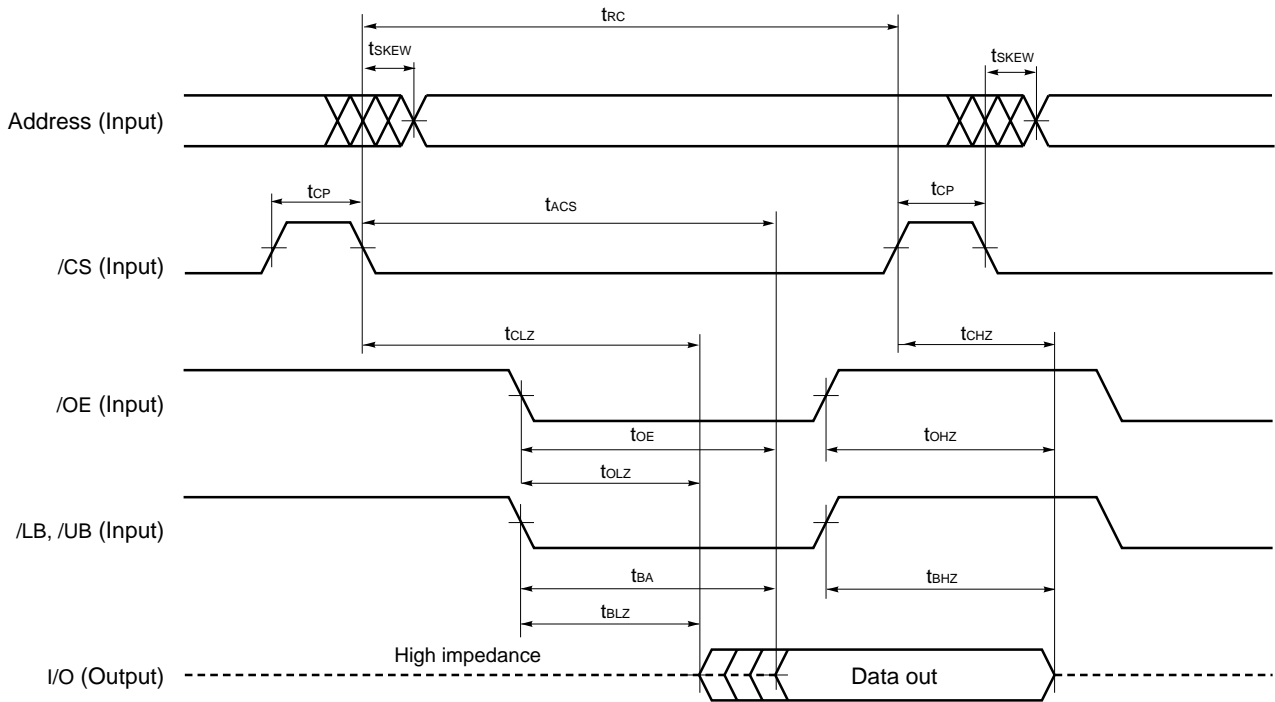 tRC
tSKEW
tSKEW
Address (Input)
tCP
tACS
tCP
/CS (Input)
tCLZ
tCHZ
/OE (Input)
tOE
tOHZ
tOLZ
/LB, /UB (Input)
tBA
tBHZ
tBLZ
High impedance
I/O (Output)
Data out